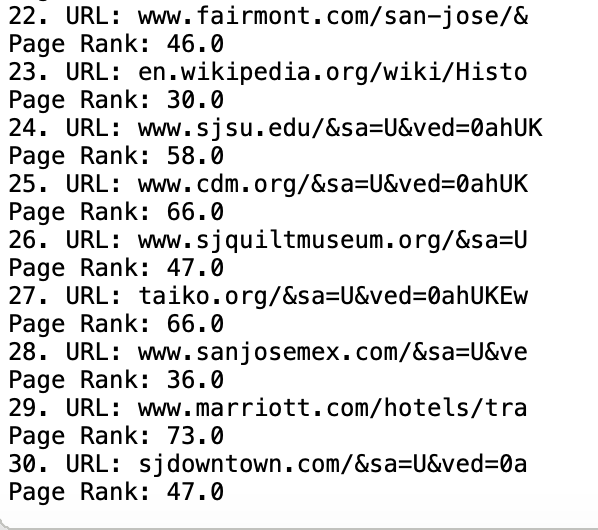 22. URL: www.fairmont.com/san-jose/&
Page Rank: 46.0
23. URL: en.wikipedia.org/wiki/Histo
Page Rank: 30.0
24. URL: www.sjsu.edu/&sa=U&ved=0ahUK
Page Rank: 58.0
25. URL: www.cdm.org/&sa=U&ved=0ahUK
Page Rank: 66.0
26. URL: www.sjquiltmuseum.org/&sa=U
Page Rank: 47.0
27. URL: taiko.org/&sa=U&ved=0ahUKEw
Page Rank: 66.0
28. URL: www.sanjosemex.com/&sa=U&ve
Page Rank: 36.0
29. URL: www.marriott.com/hotels/tra
Page Rank: 73.0
30. URL: sjdowntown.com/&sa=U&ved=0a
Page Rank: 47.0